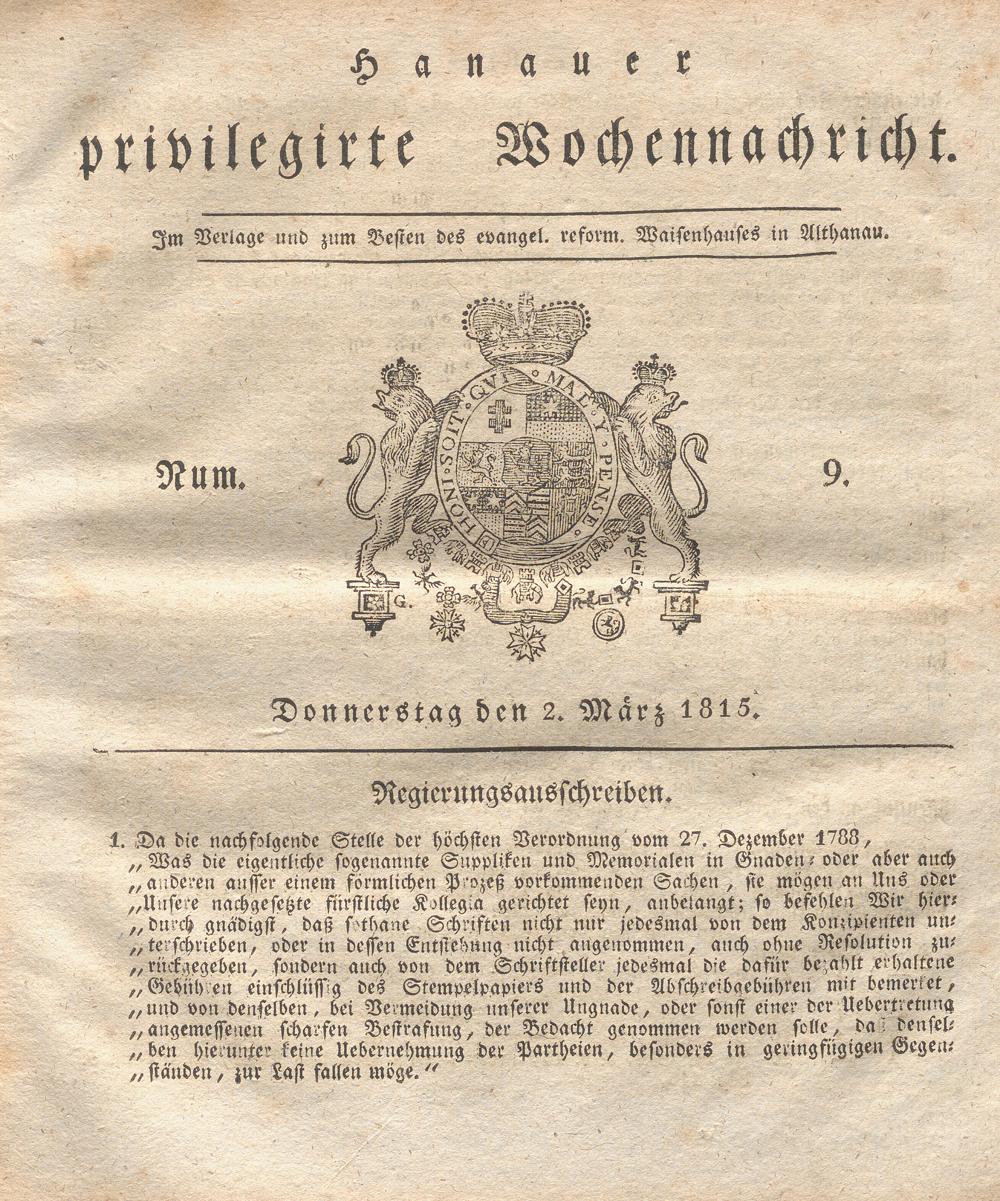 Hanauer
privilegirte Wochennachricht.
Im Verlage und zum Besten des evangel. reform. Waisenhauses in Althanau.
HONI·SOIT·QVI·MAL·Y·PENSE·
Num. 9.
G.
Donnerstag den 2. März 1815.
Regierungsausschreiben.
1. Da die nachfolgende Stelle der höchsten Verordnung vom 27. Dezember 1788,
„Was die eigentliche sogenannte Suppliken und Memorialen in Gnaden- oder aber auch
„anderen ausser einem förmlichen Prozeß vorkommenden Sachen, sie mögen an Uns oder
„Unsere nachgesetzte fürstliche Kollegia gerichtet seyn, anbelangt; so befehlen Wir hier-
„durch gnädigst, daß sothane Schriften nicht nur jedesmal von dem Konzipienten un-
„terschrieben, oder in dessen Entstehung nicht angenommen, auch ohne Resolution zu-
„rückgegeben, sondern auch von dem Schriftsteller jedesmal die dafür bezahlt erhaltene
„Gebühren einschlüssig des Stempelpapiers und der Abschreibgebühren mit bemerket,
„und von denselben, bei Vermeidung unserer Ungnade, oder sonst einer der Uebertretung
„angemessenen scharfen Bestrafung, der Bedacht genommen werden solle, daß densel-
„ben hierunter keine Uebernehmung der Partheien, besonders in geringfügigen Gegen-
„ständen, zur Last fallen möge.“